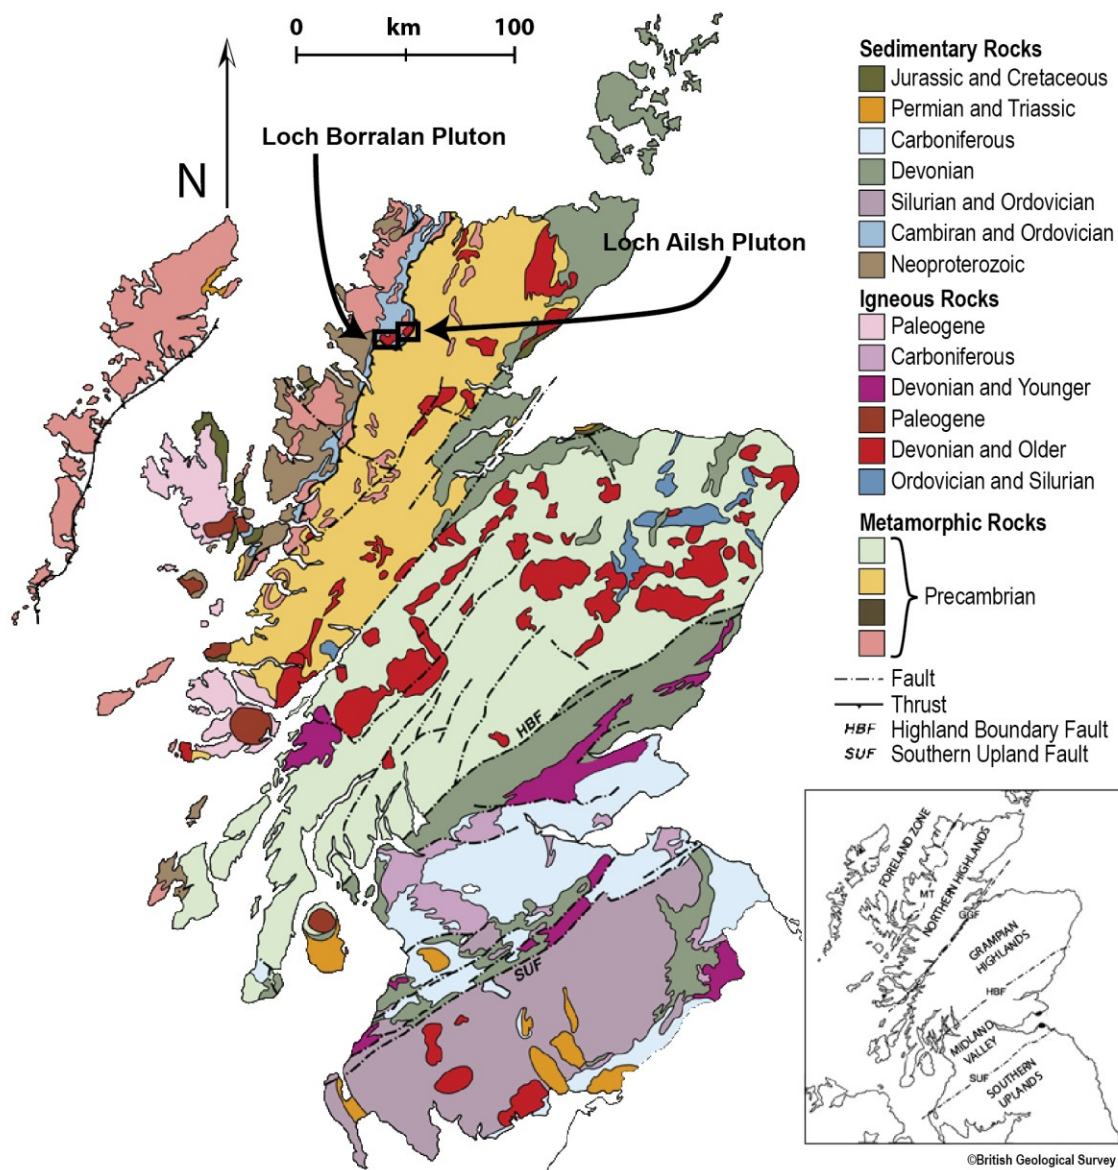 0 km 100
N
Loch Borralan Pluton
Loch Ailsh Pluton
HBF
SUF
Sedimentary Rocks
Jurassic and Cretaceous
Permian and Triassic
Carboniferous
Devonian
Silurian and Ordovician
Cambiran and Ordovician
Neoproterozoic
Igneous Rocks
Paleogene
Carboniferous
Devonian and Younger
Paleogene
Devonian and Older
Ordovician and Silurian
Metamorphic Rocks
Precambrian
Fault
Thrust
HBF Highland Boundary Fault
SUF Southern Upland Fault
FORELAND ZONE
MT
NORTHERN HIGHLANDS
GGF
GRAMPIAN
HIGHLANDS
HBF
MIDLAND
VALLEY
SUF
SOUTHERN
UPLANDS
©British Geological Survey